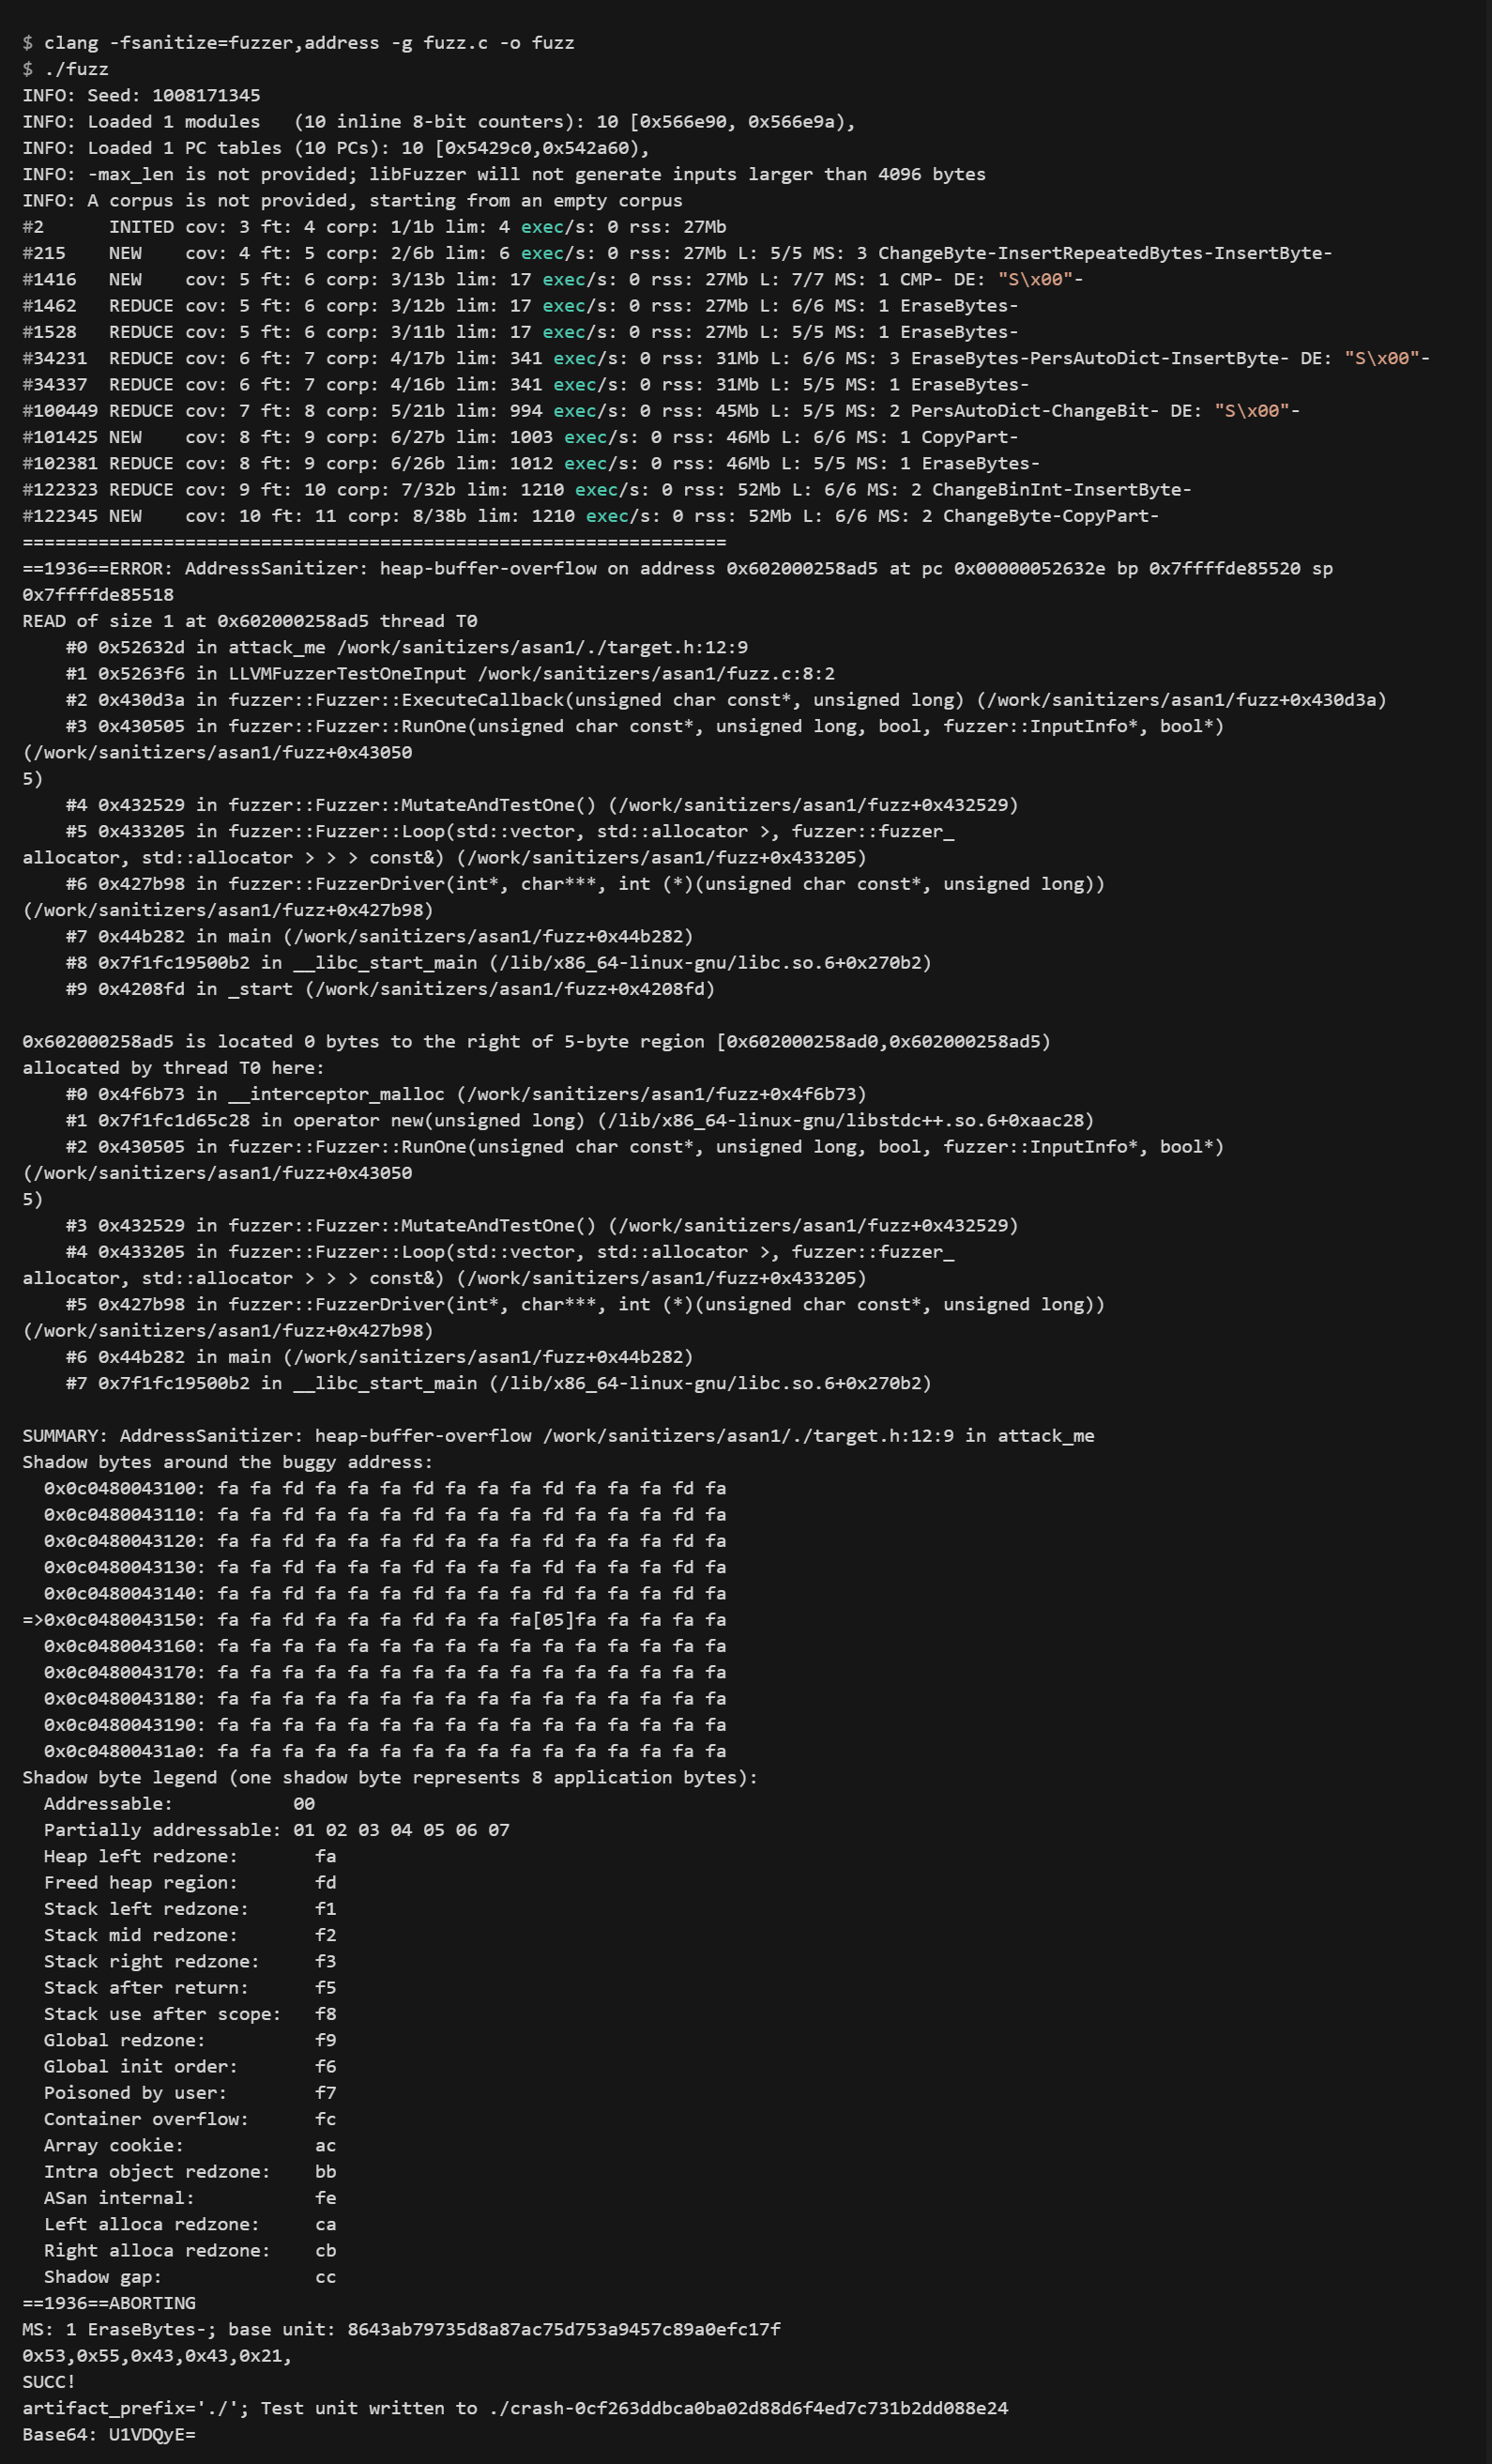 $ clang -fsanitize=fuzzer,address -g fuzz.c -o fuzz
$ ./fuzz
INFO: Seed: 1008171345
INFO: Loaded 1 modules   (10 inline 8-bit counters): 10 [0x566e90, 0x566e9a),
INFO: Loaded 1 PC tables (10 PCs): 10 [0x5429c0,0x542a60),
INFO: -max_len is not provided; libFuzzer will not generate inputs larger than 4096 bytes
INFO: A corpus is not provided, starting from an empty corpus
#2      INITED cov: 3 ft: 4 corp: 1/1b lim: 4 exec/s: 0 rss: 27Mb
#215    NEW    cov: 4 ft: 5 corp: 2/6b lim: 6 exec/s: 0 rss: 27Mb L: 5/5 MS: 3 ChangeByte-InsertRepeatedBytes-InsertByte-
#1416   NEW    cov: 5 ft: 6 corp: 3/13b lim: 17 exec/s: 0 rss: 27Mb L: 7/7 MS: 1 CMP- DE: "S\x00"-
#1462   REDUCE cov: 5 ft: 6 corp: 3/12b lim: 17 exec/s: 0 rss: 27Mb L: 6/6 MS: 1 EraseBytes-
#1528   REDUCE cov: 5 ft: 6 corp: 3/11b lim: 17 exec/s: 0 rss: 27Mb L: 5/5 MS: 1 EraseBytes-
#34231  REDUCE cov: 6 ft: 7 corp: 4/17b lim: 341 exec/s: 0 rss: 31Mb L: 6/6 MS: 3 EraseBytes-PersAutoDict-InsertByte- DE: "S\x00"-
#34337  REDUCE cov: 6 ft: 7 corp: 4/16b lim: 341 exec/s: 0 rss: 31Mb L: 5/5 MS: 1 EraseBytes-
#100449 REDUCE cov: 7 ft: 8 corp: 5/21b lim: 994 exec/s: 0 rss: 45Mb L: 5/5 MS: 2 PersAutoDict-ChangeBit- DE: "S\x00"-
#101425 NEW    cov: 8 ft: 9 corp: 6/27b lim: 1003 exec/s: 0 rss: 46Mb L: 6/6 MS: 1 CopyPart-
#102381 REDUCE cov: 8 ft: 9 corp: 6/26b lim: 1012 exec/s: 0 rss: 46Mb L: 5/5 MS: 1 EraseBytes-
#122323 REDUCE cov: 9 ft: 10 corp: 7/32b lim: 1210 exec/s: 0 rss: 52Mb L: 6/6 MS: 2 ChangeBinInt-InsertByte-
#122345 NEW    cov: 10 ft: 11 corp: 8/38b lim: 1210 exec/s: 0 rss: 52Mb L: 6/6 MS: 2 ChangeByte-CopyPart-
=================================================================
==1936==ERROR: AddressSanitizer: heap-buffer-overflow on address 0x602000258ad5 at pc 0x00000052632e bp 0x7ffffde85520 sp
0x7ffffde85518
READ of size 1 at 0x602000258ad5 thread T0
    #0 0x52632d in attack_me /work/sanitizers/asan1/./target.h:12:9
    #1 0x5263f6 in LLVMFuzzerTestOneInput /work/sanitizers/asan1/fuzz.c:8:2
    #2 0x430d3a in fuzzer::Fuzzer::ExecuteCallback(unsigned char const*, unsigned long) (/work/sanitizers/asan1/fuzz+0x430d3a)
    #3 0x430505 in fuzzer::Fuzzer::RunOne(unsigned char const*, unsigned long, bool, fuzzer::InputInfo*, bool*)
(/work/sanitizers/asan1/fuzz+0x43050
5)
    #4 0x432529 in fuzzer::Fuzzer::MutateAndTestOne() (/work/sanitizers/asan1/fuzz+0x432529)
    #5 0x433205 in fuzzer::Fuzzer::Loop(std::vector, std::allocator >, fuzzer::fuzzer_
allocator, std::allocator > > > const&) (/work/sanitizers/asan1/fuzz+0x433205)
    #6 0x427b98 in fuzzer::FuzzerDriver(int*, char***, int (*)(unsigned char const*, unsigned long))
(/work/sanitizers/asan1/fuzz+0x427b98)
    #7 0x44b282 in main (/work/sanitizers/asan1/fuzz+0x44b282)
    #8 0x7f1fc19500b2 in __libc_start_main (/lib/x86_64-linux-gnu/libc.so.6+0x270b2)
    #9 0x4208fd in _start (/work/sanitizers/asan1/fuzz+0x4208fd)

0x602000258ad5 is located 0 bytes to the right of 5-byte region [0x602000258ad0,0x602000258ad5)
allocated by thread T0 here:
    #0 0x4f6b73 in __interceptor_malloc (/work/sanitizers/asan1/fuzz+0x4f6b73)
    #1 0x7f1fc1d65c28 in operator new(unsigned long) (/lib/x86_64-linux-gnu/libstdc++.so.6+0xaac28)
    #2 0x430505 in fuzzer::Fuzzer::RunOne(unsigned char const*, unsigned long, bool, fuzzer::InputInfo*, bool*)
(/work/sanitizers/asan1/fuzz+0x43050
5)
    #3 0x432529 in fuzzer::Fuzzer::MutateAndTestOne() (/work/sanitizers/asan1/fuzz+0x432529)
    #4 0x433205 in fuzzer::Fuzzer::Loop(std::vector, std::allocator >, fuzzer::fuzzer_
allocator, std::allocator > > > const&) (/work/sanitizers/asan1/fuzz+0x433205)
    #5 0x427b98 in fuzzer::FuzzerDriver(int*, char***, int (*)(unsigned char const*, unsigned long))
(/work/sanitizers/asan1/fuzz+0x427b98)
    #6 0x44b282 in main (/work/sanitizers/asan1/fuzz+0x44b282)
    #7 0x7f1fc19500b2 in __libc_start_main (/lib/x86_64-linux-gnu/libc.so.6+0x270b2)

SUMMARY: AddressSanitizer: heap-buffer-overflow /work/sanitizers/asan1/./target.h:12:9 in attack_me
Shadow bytes around the buggy address:
  0x0c0480043100: fa fa fd fa fa fa fd fa fa fa fd fa fa fa fd fa
  0x0c0480043110: fa fa fd fa fa fa fd fa fa fa fd fa fa fa fd fa
  0x0c0480043120: fa fa fd fa fa fa fd fa fa fa fd fa fa fa fd fa
  0x0c0480043130: fa fa fd fa fa fa fd fa fa fa fd fa fa fa fd fa
  0x0c0480043140: fa fa fd fa fa fa fd fa fa fa fd fa fa fa fd fa
=>0x0c0480043150: fa fa fd fa fa fa fd fa fa fa[05]fa fa fa fa fa
  0x0c0480043160: fa fa fa fa fa fa fa fa fa fa fa fa fa fa fa fa
  0x0c0480043170: fa fa fa fa fa fa fa fa fa fa fa fa fa fa fa fa
  0x0c0480043180: fa fa fa fa fa fa fa fa fa fa fa fa fa fa fa fa
  0x0c0480043190: fa fa fa fa fa fa fa fa fa fa fa fa fa fa fa fa
  0x0c04800431a0: fa fa fa fa fa fa fa fa fa fa fa fa fa fa fa fa
Shadow byte legend (one shadow byte represents 8 application bytes):
  Addressable:           00
  Partially addressable: 01 02 03 04 05 06 07
  Heap left redzone:       fa
  Freed heap region:       fd
  Stack left redzone:      f1
  Stack mid redzone:       f2
  Stack right redzone:     f3
  Stack after return:      f5
  Stack use after scope:   f8
  Global redzone:          f9
  Global init order:       f6
  Poisoned by user:        f7
  Container overflow:      fc
  Array cookie:            ac
  Intra object redzone:    bb
  ASan internal:           fe
  Left alloca redzone:     ca
  Right alloca redzone:    cb
  Shadow gap:              cc
==1936==ABORTING
MS: 1 EraseBytes-; base unit: 8643ab79735d8a87ac75d753a9457c89a0efc17f
0x53,0x55,0x43,0x43,0x21,
SUCC!
artifact_prefix='./'; Test unit written to ./crash-0cf263ddbca0ba02d88d6f4ed7c731b2dd088e24
Base64: U1VDQyE=